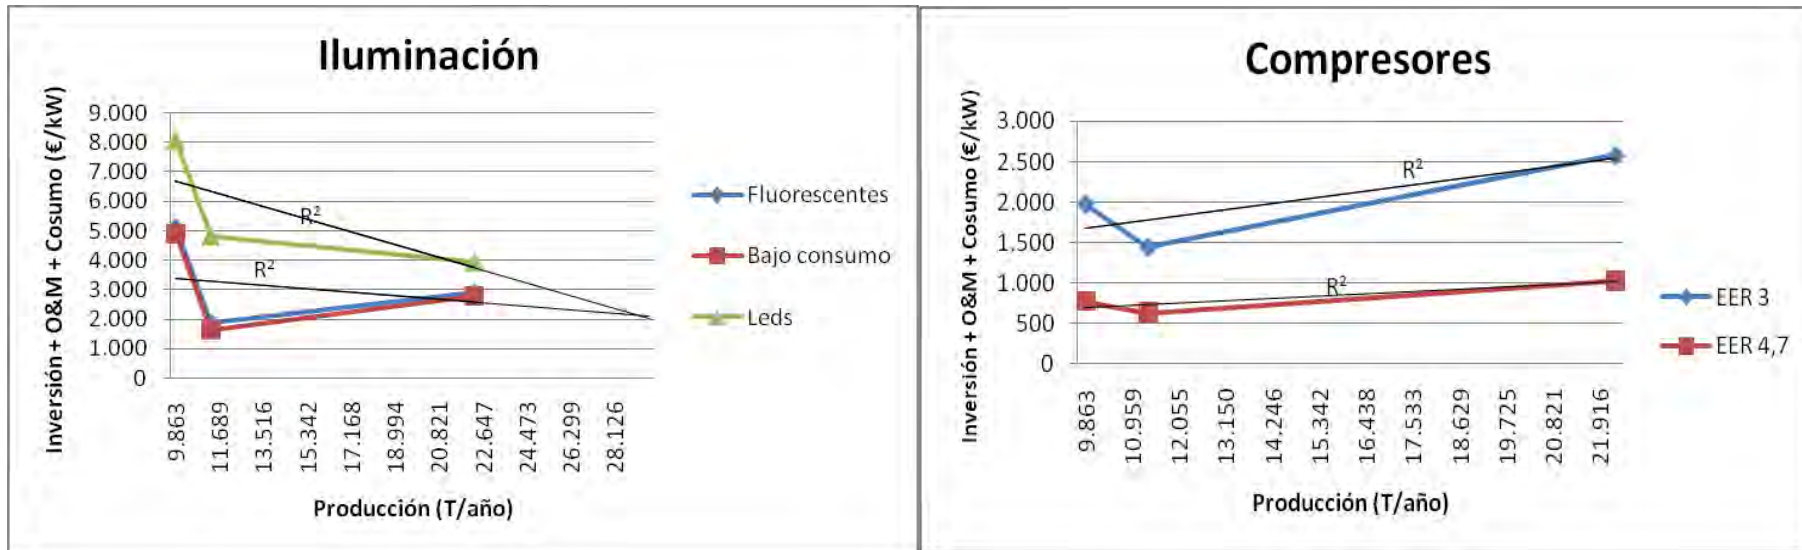 Iluminación
Inversión + O&M + Cosumo (€/kW)
9.000
8.000
7.000
6.000
5.000
4.000
3.000
2.000
1.000
0
R²
R²
9.863
11.689
13.516
15.342
17.168
18.994
20.821
22.647
24.473
26.299
28.126
Producción (T/año)
Fluorescentes
Bajo consumo
Leds
Compresores
Inversión + O&M + Cosumo (€/kW)
3.000
2.500
2.000
1.500
1.000
500
0
R²
R²
9.863
10.959
12.055
13.150
14.246
15.342
16.438
17.533
18.629
19.725
20.821
21.916
Producción (T/año)
EER 3
EER 4,7